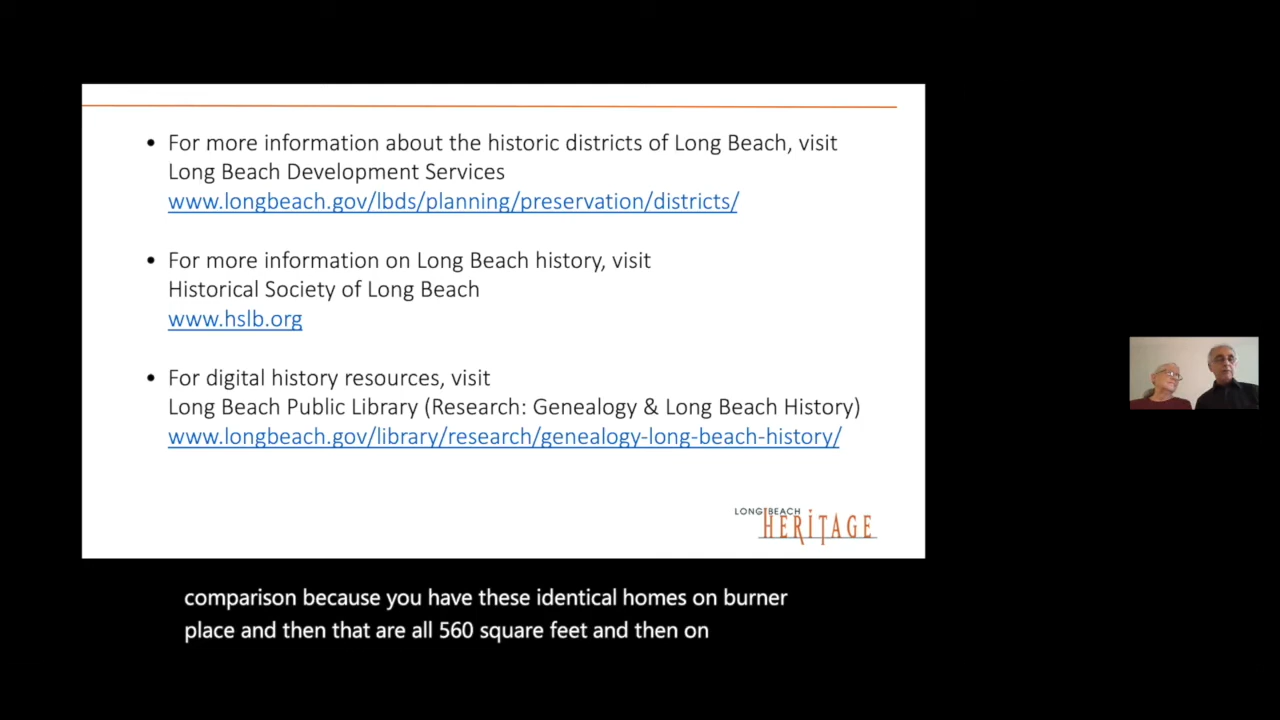 • For more information about the historic districts of Long Beach, visit
Long Beach Development Services
www.longbeach.gov/lbds/planning/preservation/districts/
• For more information on Long Beach history, visit
Historical Society of Long Beach
www.hslb.org
• For digital history resources, visit
Long Beach Public Library (Research: Genealogy & Long Beach History)
www.longbeach.gov/library/research/genealogy-long-beach-history/
LONG BEACH
HERITAGE
comparison because you have these identical homes on burner
place and then that are all 560 square feet and then on